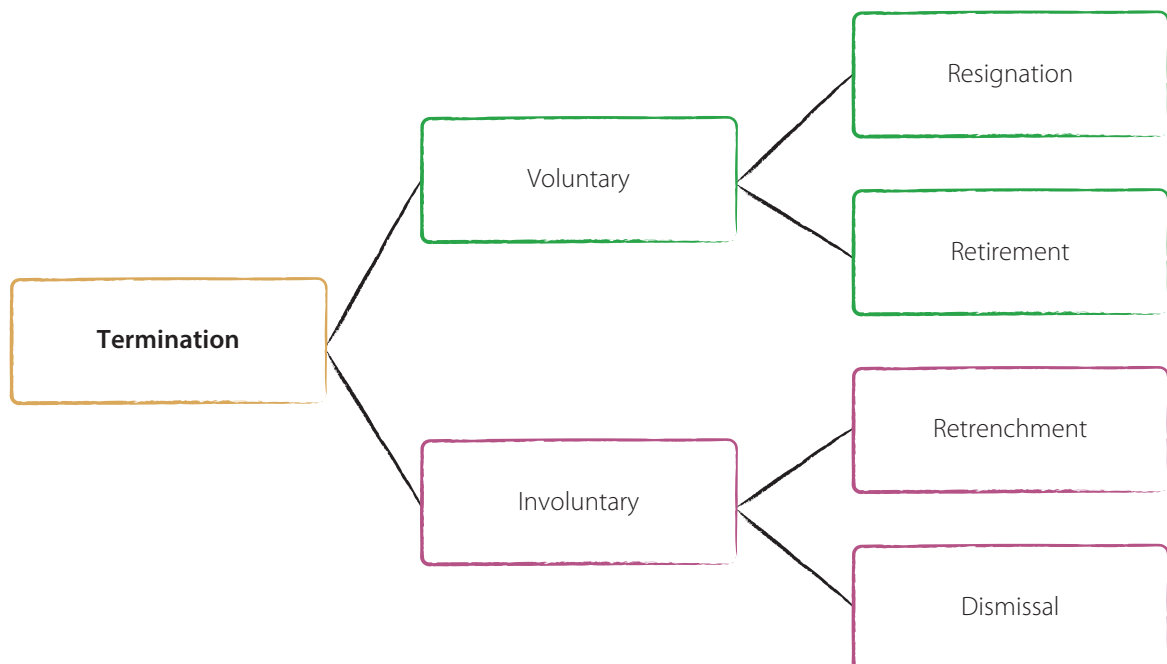 Termination
Voluntary
Resignation
Retirement
Involuntary
Retrenchment
Dismissal